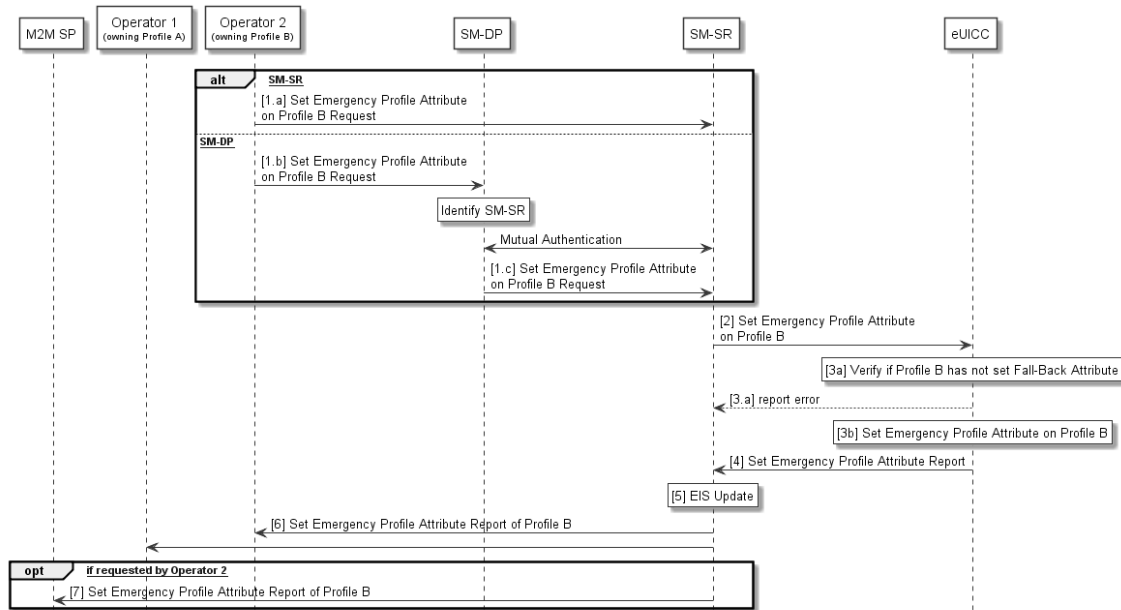 M2M SP
Operator 1
(owning Profile A)
Operator 2
(owning Profile B)
SM-DP
SM-SR
eUICC
alt
SM-SR
[1.a] Set Emergency Profile Attribute
on Profile B Request
SM-DP
[1.b] Set Emergency Profile Attribute
on Profile B Request
Identify SM-SR
Mutual Authentication
[1.c] Set Emergency Profile Attribute
on Profile B Request
[2] Set Emergency Profile Attribute
on Profile B
[3a] Verify if Profile B has not set Fall-Back Attribute
[3.a] report error
[3b] Set Emergency Profile Attribute on Profile B
[4] Set Emergency Profile Attribute Report
[5] EIS Update
[6] Set Emergency Profile Attribute Report of Profile B
opt
if requested by Operator 2
[7] Set Emergency Profile Attribute Report of Profile B